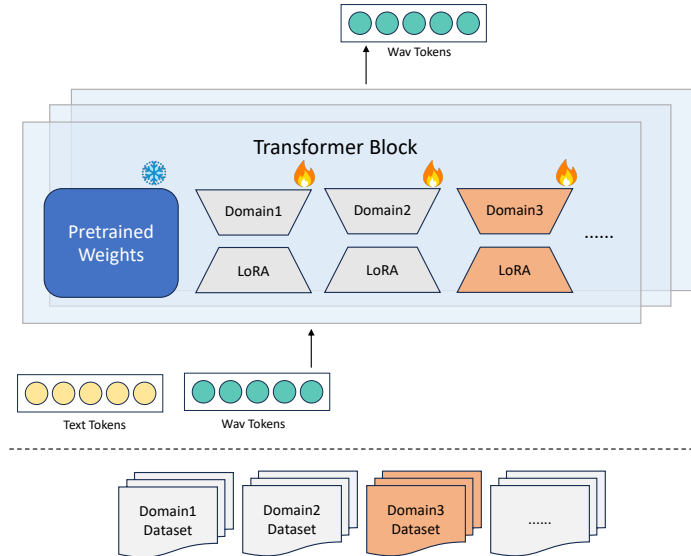 Wav Tokens
Transformer Block
Pretrained
Weights
Domain1
Domain2
Domain3
LoRA
LoRA
LoRA
......
Text Tokens
Wav Tokens
Domain1
Dataset
Domain2
Dataset
Domain3
Dataset
......